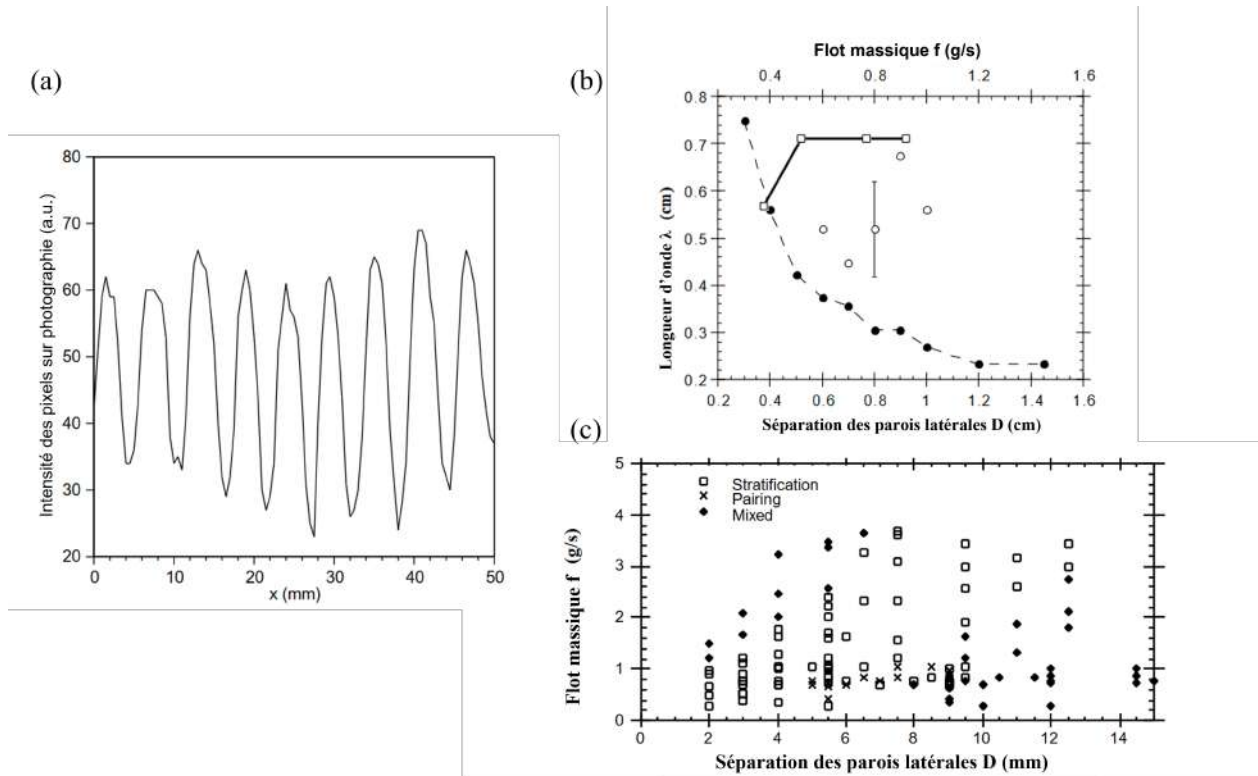 (a)
80
70
60
50
40
30
20
0 10 20 30 40 50
x (mm)
Intensité des pixels sur photographie (a.u.)
(b)
Flot massique f (g/s)
0.4 0.8 1.2 1.6
0.8
0.7
0.6
0.5
0.4
0.3
0.2
0.2 0.4 0.6 0.8 1 1.2 1.4 1.6
Longueur d'onde λ (cm)
Séparation des parois latérales D (cm)
(c)
5
4
3
2
1
0
Stratification
Pairing
Mixed
0 2 4 6 8 10 12 14
Flot massique f (g/s)
Séparation des parois latérales D (mm)